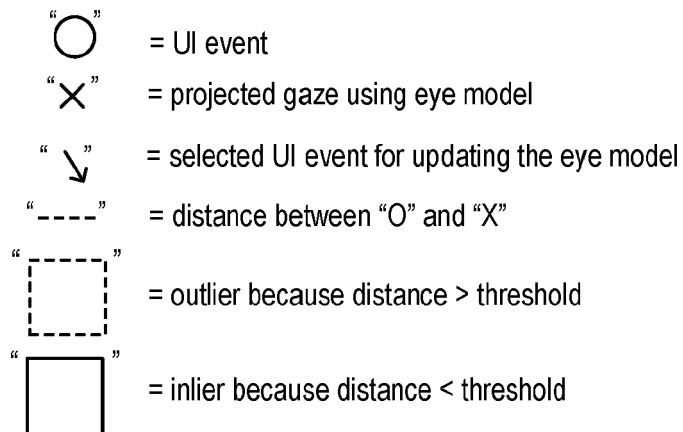 “ ” = UI event
“ ” = projected gaze using eye model
“ ” = selected UI event for updating the eye model
“----” = distance between “O” and “X”
“ ” = outlier because distance > threshold
“ ” = inlier because distance < threshold